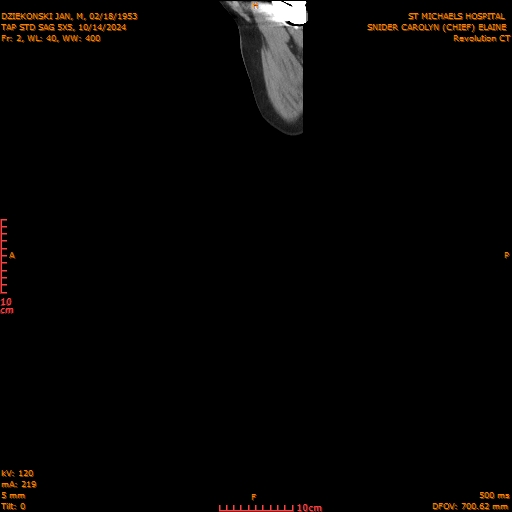 DZIEKONSKI JAN, M, 02/18/1953
TAP STD SAG 5X5, 10/14/2024
Fr: 2, WL: 40, WW: 400
ST MICHAELS HOSPITAL
SNIDER CAROLYN (CHIEF) ELAINE
Revolution CT
A
P
10
cm
kV: 120
mA: 219
5 mm
Tilt: 0
F
10cm
500 ms
DFOV: 700.62 mm